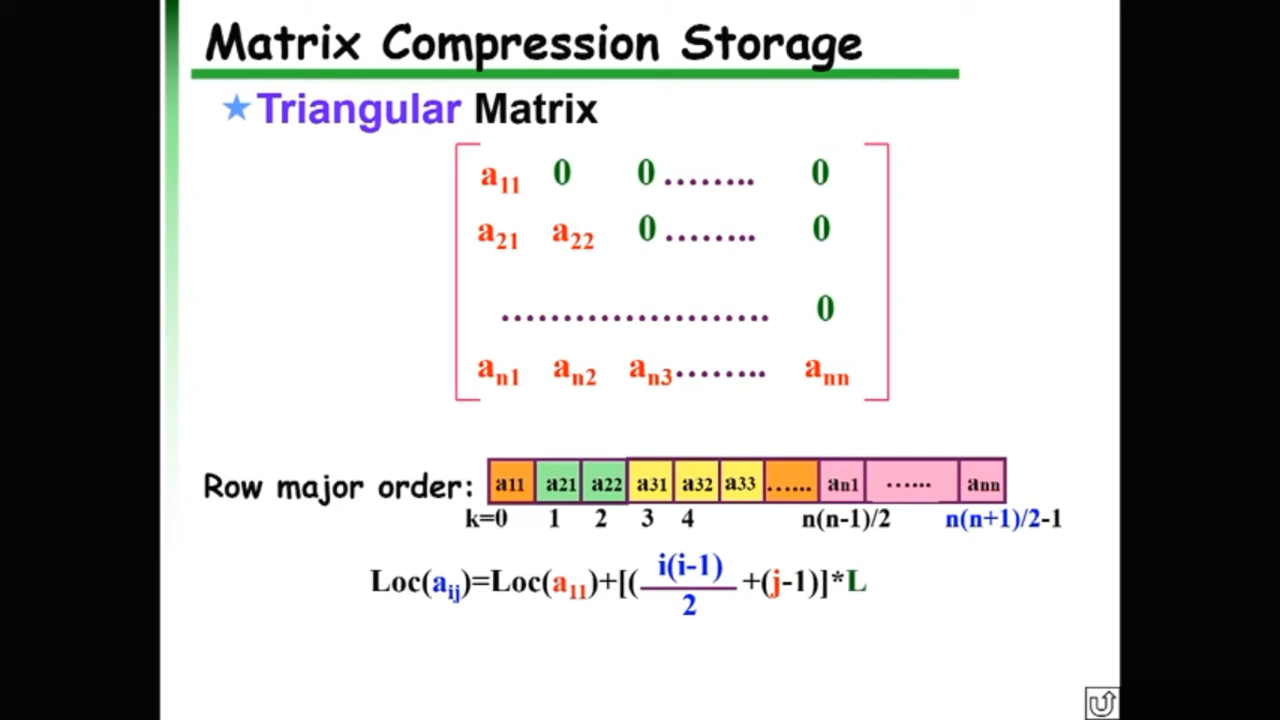 Matrix Compression Storage
★Triangular Matrix
a11 0 0 ........ 0
a21 a22 0 ........ 0
...................... 0
an1 an2 an3 ........ ann
Row major order: a11 a21 a22 a31 a32 a33 ...... an1 ...... ann
k=0 1 2 3 4 n(n-1)/2 n(n+1)/2-1
Loc(aij)=Loc(a11)+[( i(i-1)/2 +(j-1)]*L